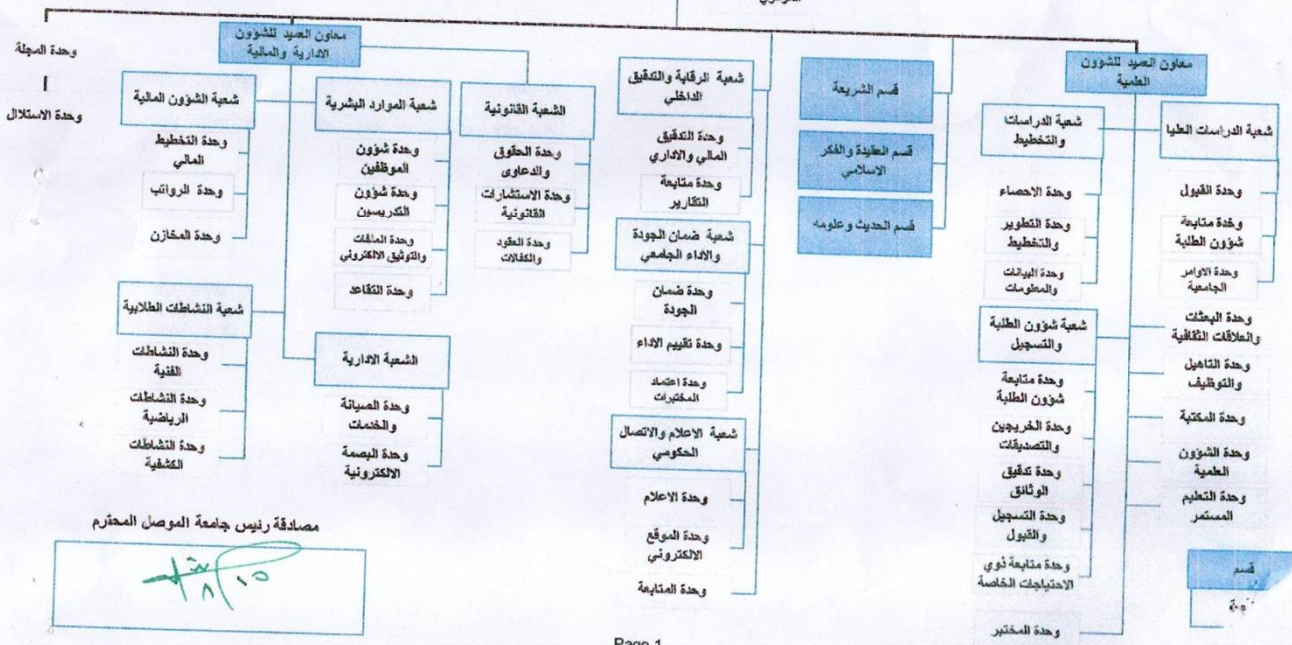 معاون العميد للشؤون
العلمية
شعبة الدراسات العليا
وحدة القبول
وخدة متابعة
شؤون الطلبة
وحدة الاوامر
الجامعية
وحدة البعثات
والعلاقات الثقافية
وحدة التاهيل
والتوظيف
وحدة المكتبة
وحدة الشؤون
العلمية
وحدة التعليم
المستمر
شعبة الدراسات
والتخطيط
وحدة الاحصاء
وحدة التطوير
والتخطيط
وحدة البيانات
والمعلومات
شعبة شؤون الطلبة
والتسجيل
وحدة متابعة
شؤون الطلبة
وحدة الخريجين
والتصديقات
وحدة تدقيق
الوثائق
وحدة التسجيل
والقبول
وحدة متابعة ذوي
الاحتياجات الخاصة
وحدة المختبر
قسم
قسم الشريعة
قسم العقيدة والفكر
الاسلامي
قسم الحديث وعلومه
شعبة الرقابة والتدقيق
الداخلي
وحدة التدقيق
المالي والاداري
وحدة متابعة
التقارير
شعبة ضمان الجودة
والاداء الجامعي
وحدة ضمان
الجودة
وحدة تقييم الاداء
وحدة اعتماد
المختبرات
شعبة الاعلام والاتصال
الحكومي
وحدة الاعلام
وحدة الموقع
الالكتروني
وحدة المتابعة
معاون العميد للشؤون
الادارية والمالية
الشعبة القانونية
وحدة الحقوق
والدعاوى
وحدة الاستشارات
القانونية
وحدة العقود
والكفالات
شعبة الموارد البشرية
وحدة شؤون
الموظفين
وحدة شؤون
التدريسين
وحدة الملفات
والتوثيق الالكتروني
وحدة التقاعد
الشعبة الادارية
وحدة الصيانة
والخدمات
وحدة البصمة
الالكترونية
شعبة الشؤون المالية
وحدة التخطيط
المالي
وحدة الرواتب
وحدة المخازن
شعبة النشاطات الطلابية
وحدة النشاطات
الفنية
وحدة النشاطات
الرياضية
وحدة النشاطات
الكشفية
وحدة المجلة
وحدة الاستلال
مصادقة رئيس جامعة الموصل المحترم
Page 1